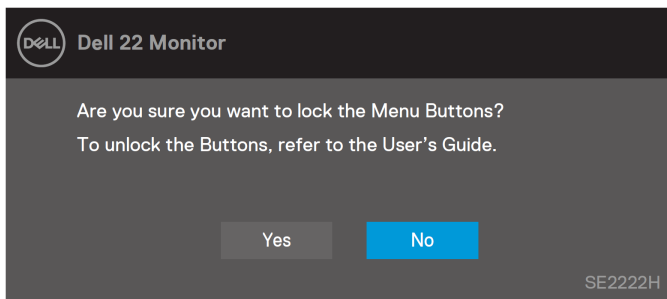 DELL Dell 22 Monitor
Are you sure you want to lock the Menu Buttons?
To unlock the Buttons, refer to the User's Guide.
Yes No
SE2222H